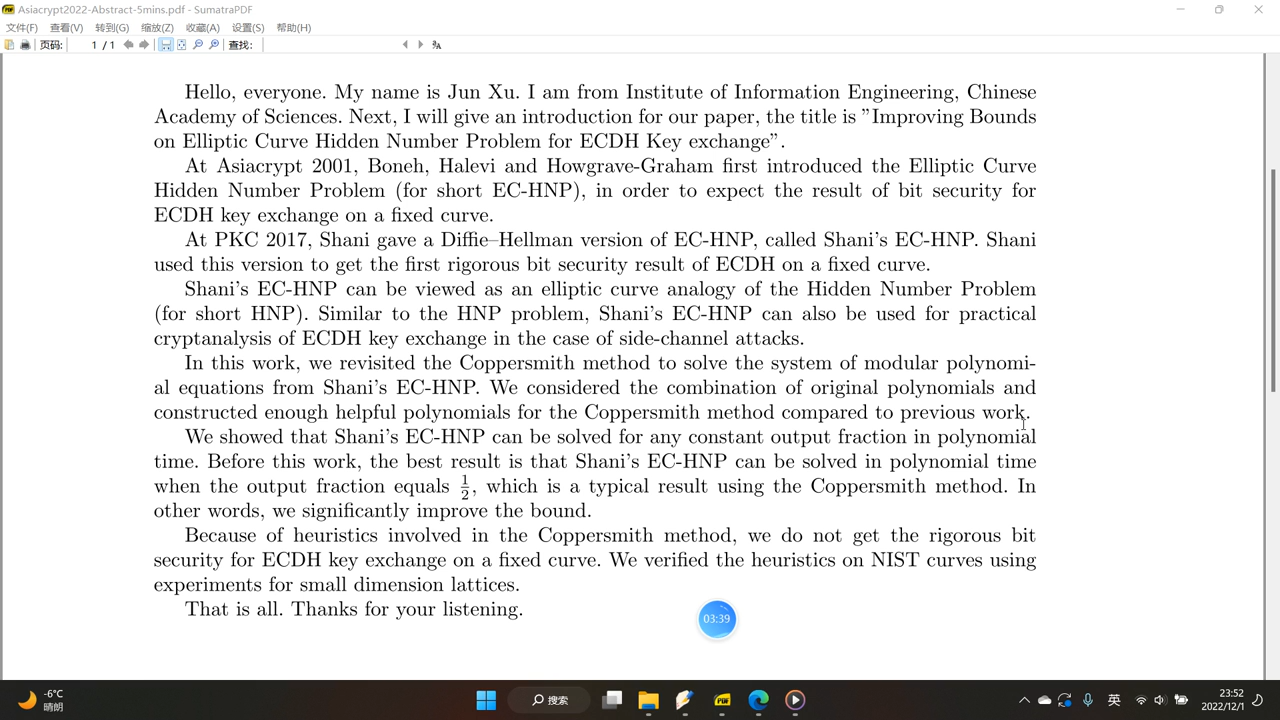 Asiacrypt2022-Abstract-5mins.pdf - SumatraPDF
文件(F) 查看(V) 转到(G) 缩放(Z) 收藏(A) 设置(S) 帮助(H)
页码: 1 / 1 查找:
Hello, everyone. My name is Jun Xu. I am from Institute of Information Engineering, Chinese
Academy of Sciences. Next, I will give an introduction for our paper, the title is ”Improving Bounds
on Elliptic Curve Hidden Number Problem for ECDH Key exchange”.
At Asiacrypt 2001, Boneh, Halevi and Howgrave-Graham first introduced the Elliptic Curve
Hidden Number Problem (for short EC-HNP), in order to expect the result of bit security for
ECDH key exchange on a fixed curve.
At PKC 2017, Shani gave a Diffie–Hellman version of EC-HNP, called Shani’s EC-HNP. Shani
used this version to get the first rigorous bit security result of ECDH on a fixed curve.
Shani’s EC-HNP can be viewed as an elliptic curve analogy of the Hidden Number Problem
(for short HNP). Similar to the HNP problem, Shani’s EC-HNP can also be used for practical
cryptanalysis of ECDH key exchange in the case of side-channel attacks.
In this work, we revisited the Coppersmith method to solve the system of modular polynomi-
al equations from Shani’s EC-HNP. We considered the combination of original polynomials and
constructed enough helpful polynomials for the Coppersmith method compared to previous work.
We showed that Shani’s EC-HNP can be solved for any constant output fraction in polynomial
time. Before this work, the best result is that Shani’s EC-HNP can be solved in polynomial time
when the output fraction equals 1/2, which is a typical result using the Coppersmith method. In
other words, we significantly improve the bound.
Because of heuristics involved in the Coppersmith method, we do not get the rigorous bit
security for ECDH key exchange on a fixed curve. We verified the heuristics on NIST curves using
experiments for small dimension lattices.
That is all. Thanks for your listening.
03:39
-6°C
晴朗
搜索
英
23:52
2022/12/1